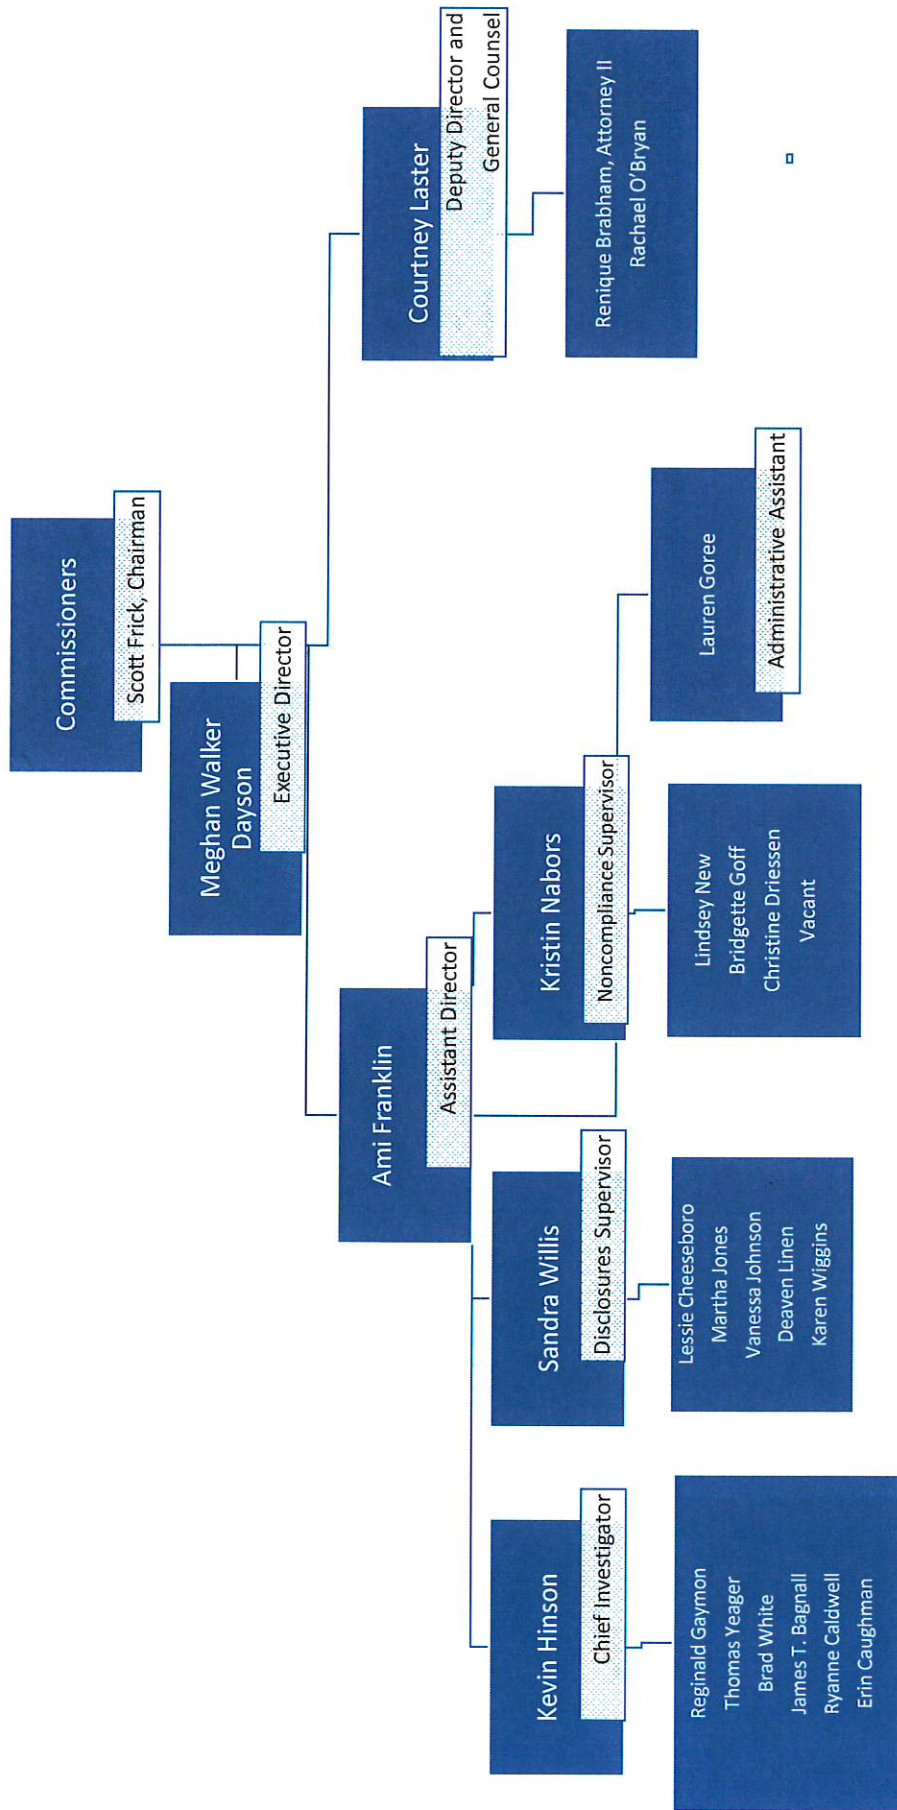 Commissioners
Scott Frick, Chairman
Meghan Walker
Dayson
Executive Director
Ami Franklin
Assistant Director
Courtney Laster
Deputy Director and
General Counsel
Kevin Hinson
Chief Investigator
Sandra Willis
Disclosures Supervisor
Kristin Nabors
Noncompliance Supervisor
Renique Brabham, Attorney II
Rachael O'Bryan
Lauren Goree
Administrative Assistant
Reginald Gaymon
Thomas Yeager
Brad White
James T. Bagnall
Ryanne Caldwell
Erin Caughman
Lessie Cheeseboro
Martha Jones
Vanessa Johnson
Deaven Linen
Karen Wiggins
Lindsey New
Bridgette Goff
Christine Driessen
Vacant